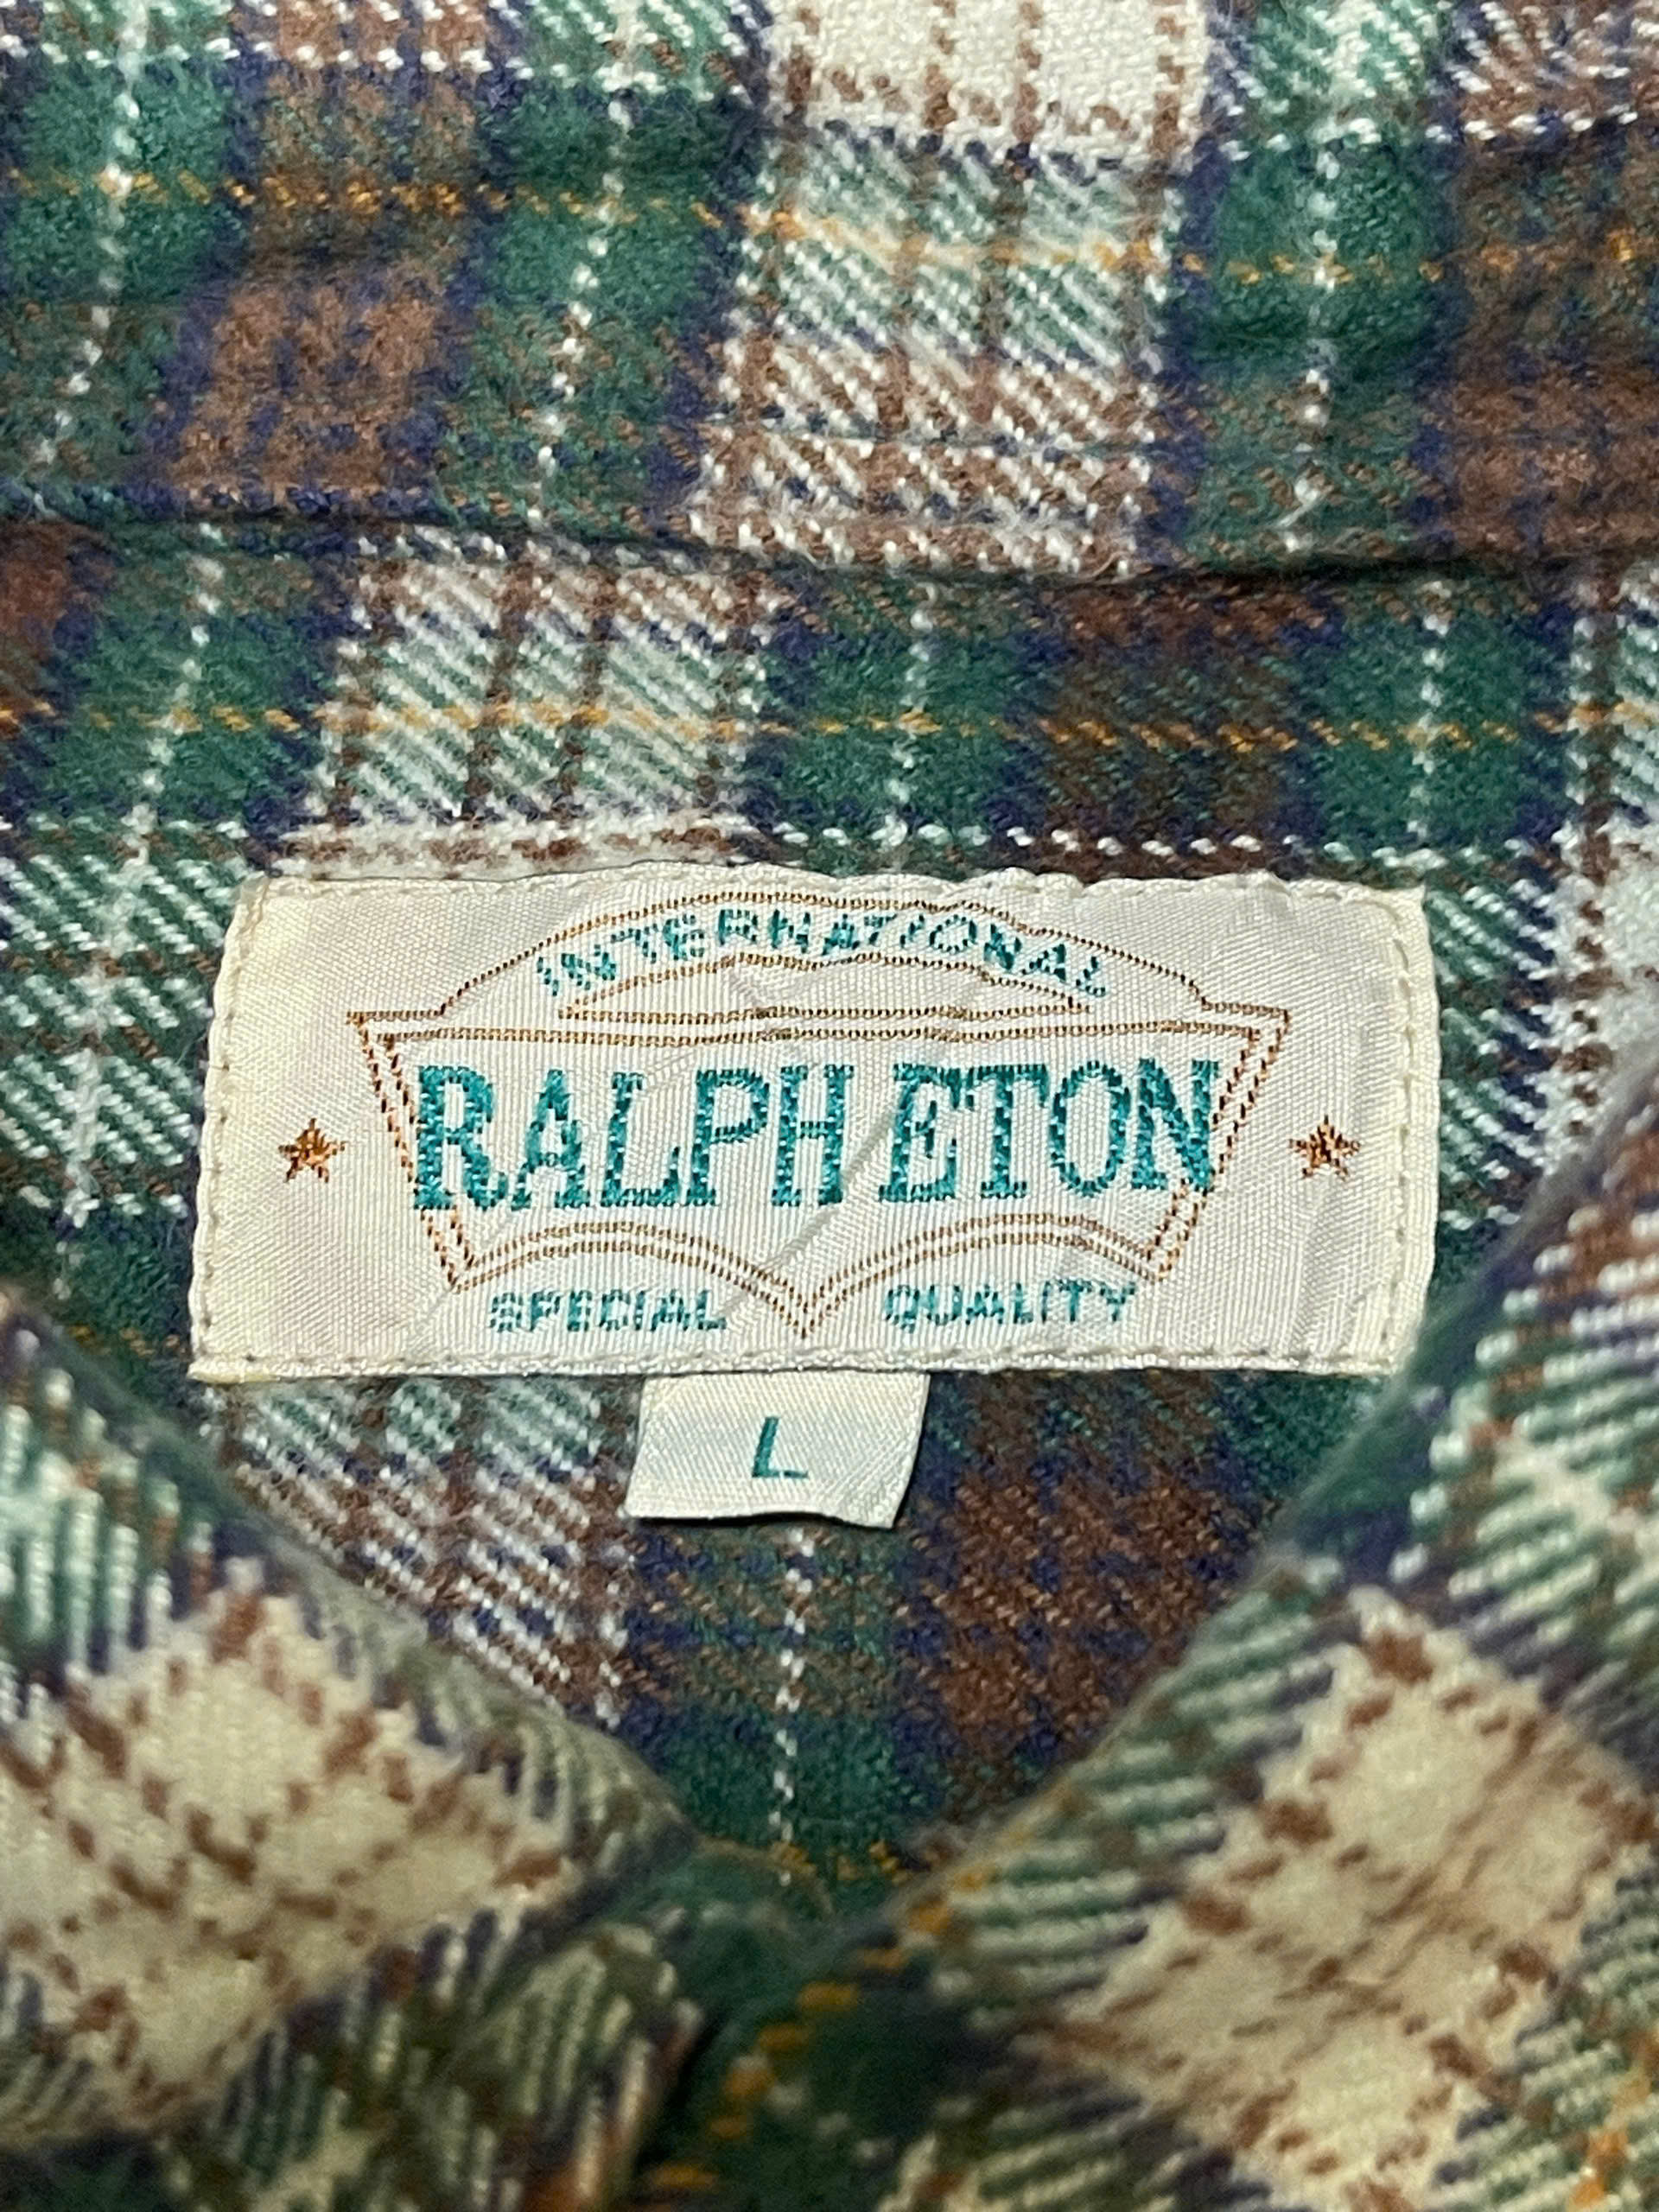 INTERNATIONAL
RALPH ETON
SPECIAL QUALITY
L